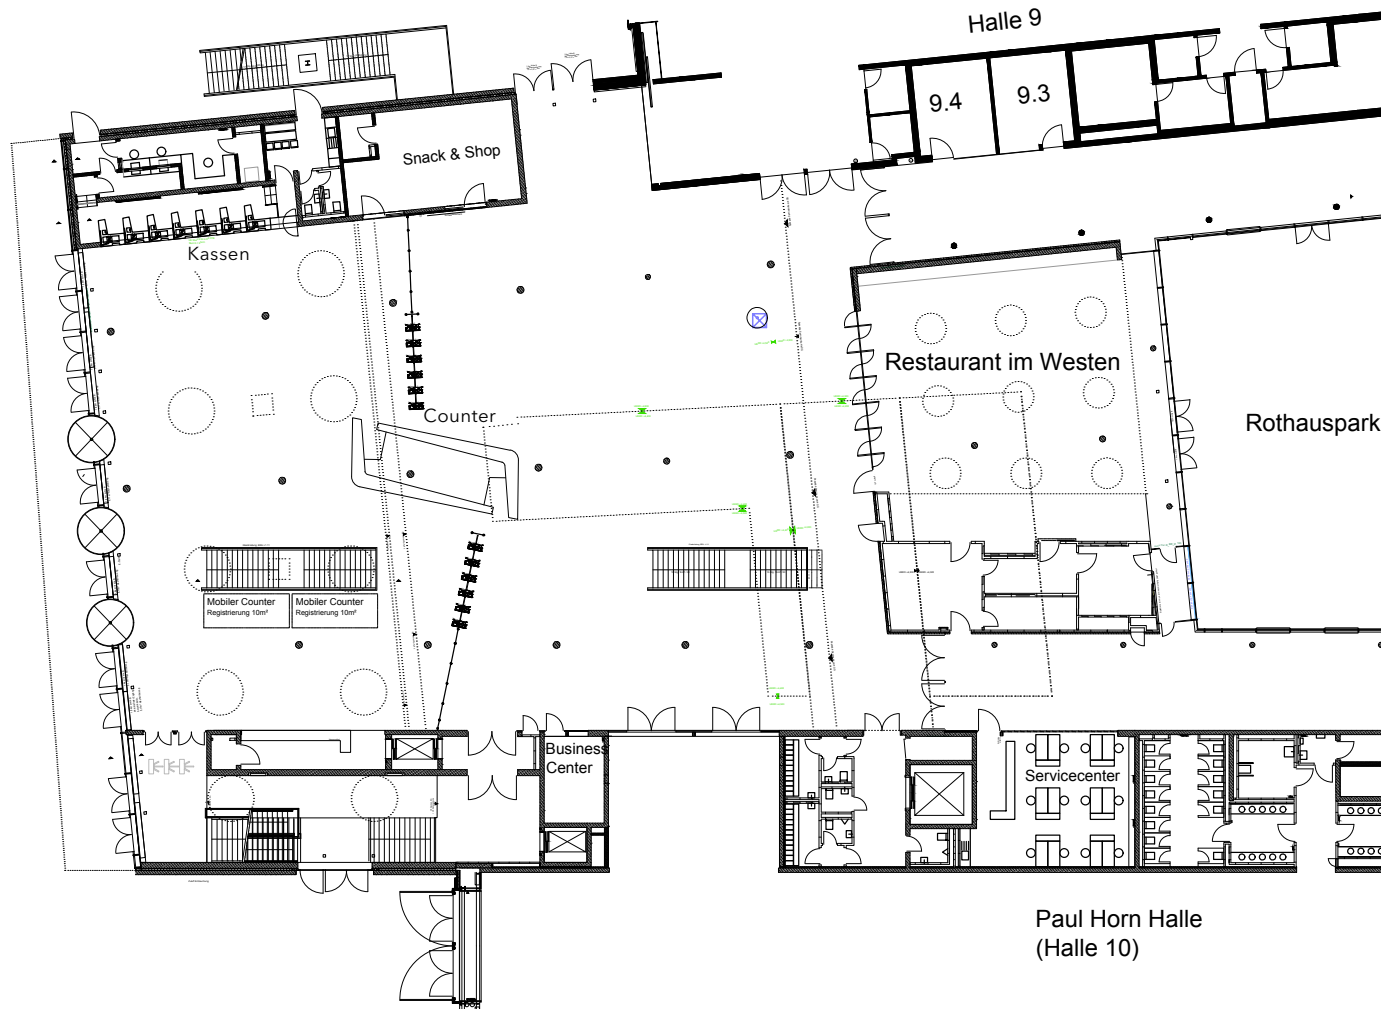 Halle 9
9.4
9.3
Snack & Shop
Kassen
Restaurant im Westen
Counter
Rothauspark
Mobiler Counter
Registrierung 10m²
Mobiler Counter
Registrierung 10m²
Business
Center
Servicecenter
Paul Horn Halle
(Halle 10)